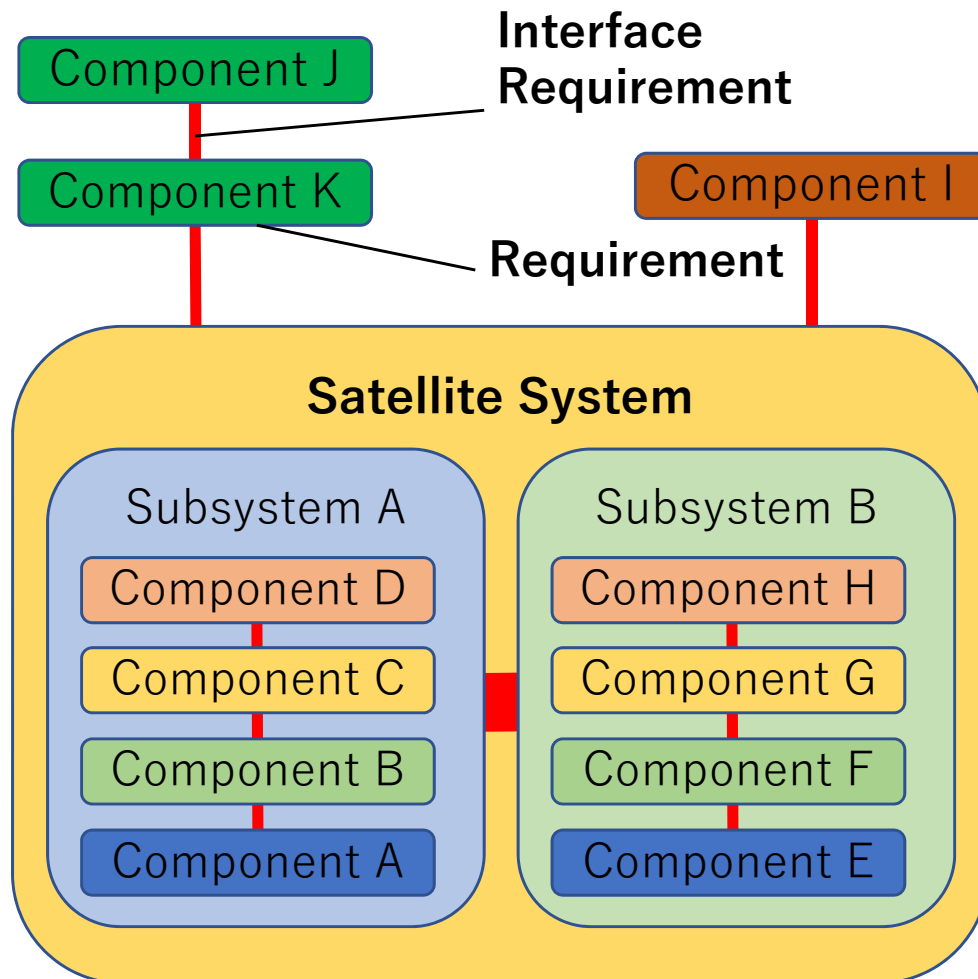 Component J
Interface
Requirement
Component K
Component I
Requirement
Satellite System
Subsystem A
Component D
Component C
Component B
Component A
Subsystem B
Component H
Component G
Component F
Component E